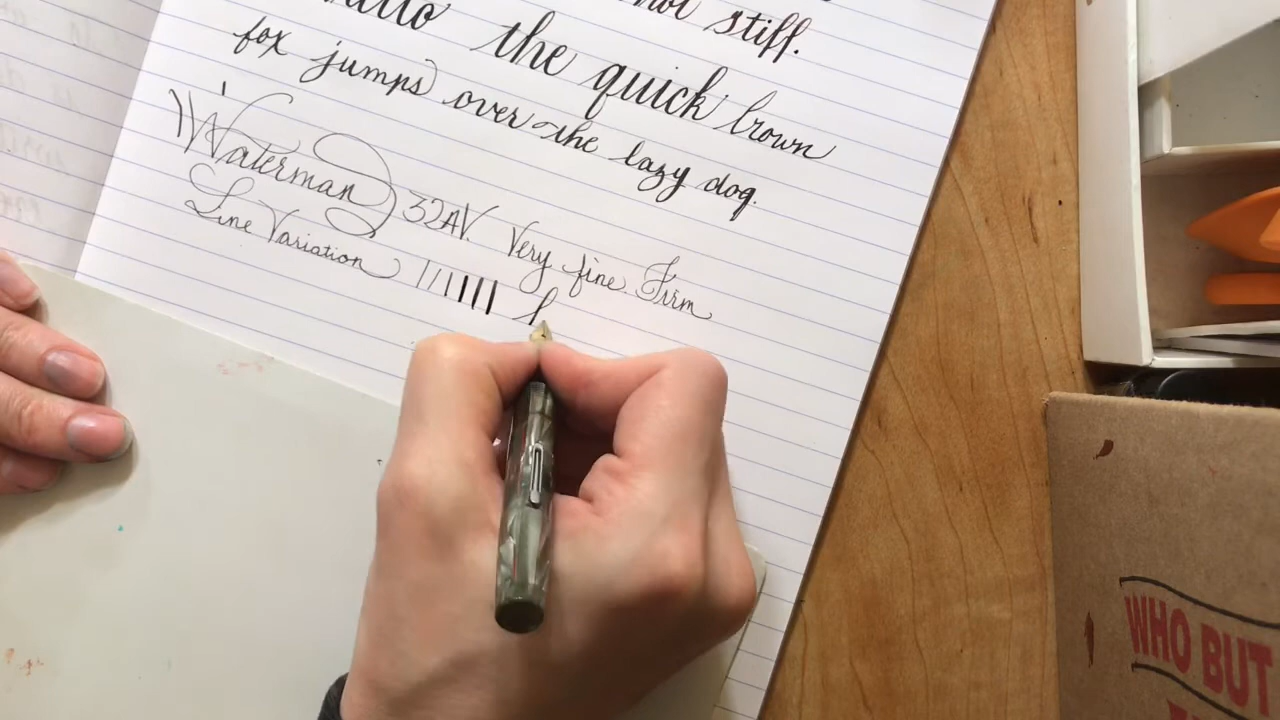 not stiff.
the quick brown
fox jumps over the lazy dog.
Waterman 32AV. Very fine. Firm
Line Variation
WHO BUT